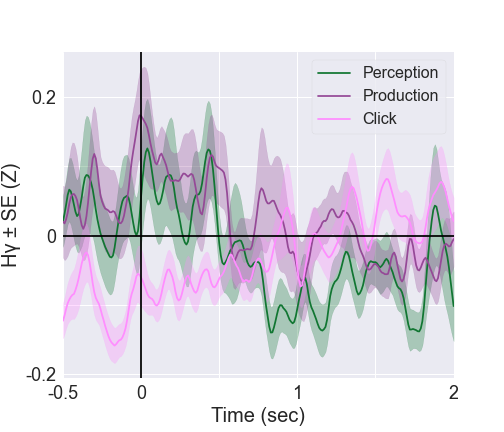 Perception
Production
Click
0.2
0
-0.2
-0.5
0
1
2
Time (sec)
Hγ ± SE (Z)